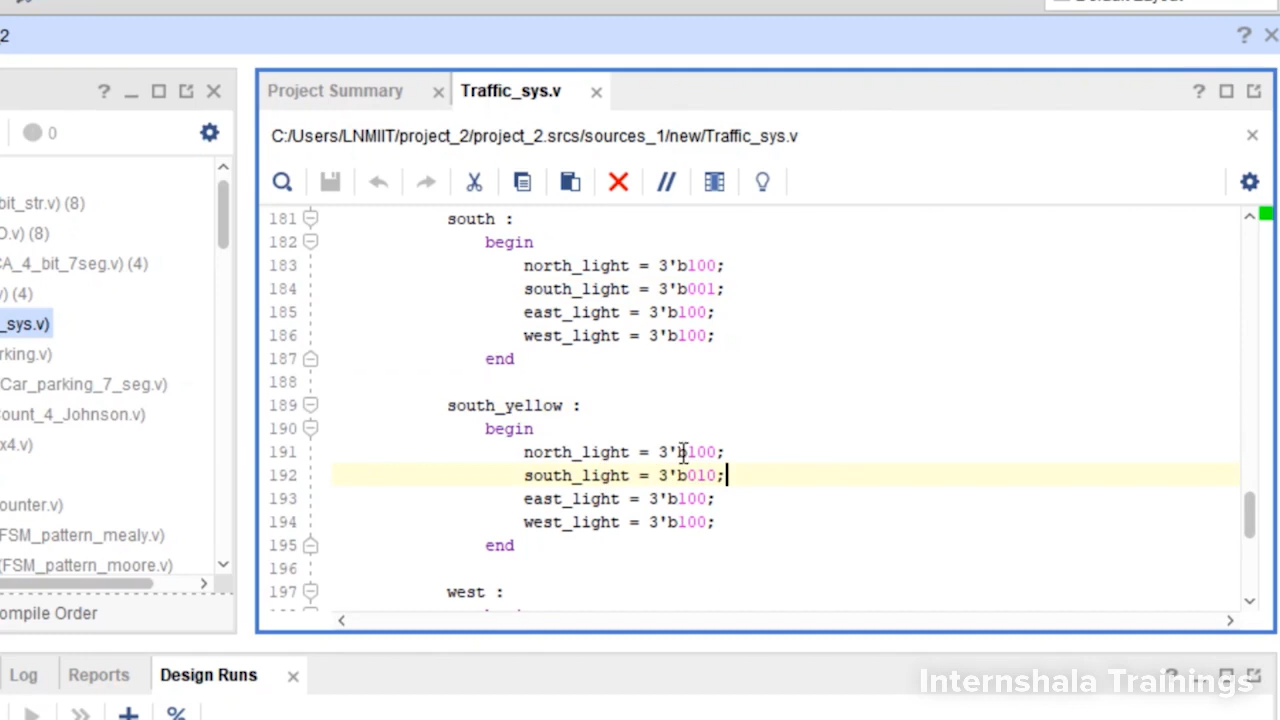 2
0
bit_str.v) (8)
O.v) (8)
CA_4_bit_7seg.v) (4)
v) (4)
_sys.v)
rking.v)
Car_parking_7_seg.v)
ount_4_Johnson.v)
x4.v)
ounter.v)
FSM_pattern_mealy.v)
(FSM_pattern_moore.v)
ompile Order
Project Summary
Traffic_sys.v
C:/Users/LNMIIT/project_2/project_2.srcs/sources_1/new/Traffic_sys.v
181 south :
182 begin
183 north_light = 3'b100;
184 south_light = 3'b001;
185 east_light = 3'b100;
186 west_light = 3'b100;
187 end
188
189 south_yellow :
190 begin
191 north_light = 3'b100;
192 south_light = 3'b010;
193 east_light = 3'b100;
194 west_light = 3'b100;
195 end
196
197 west :
Log Reports Design Runs
Internshala Trainings